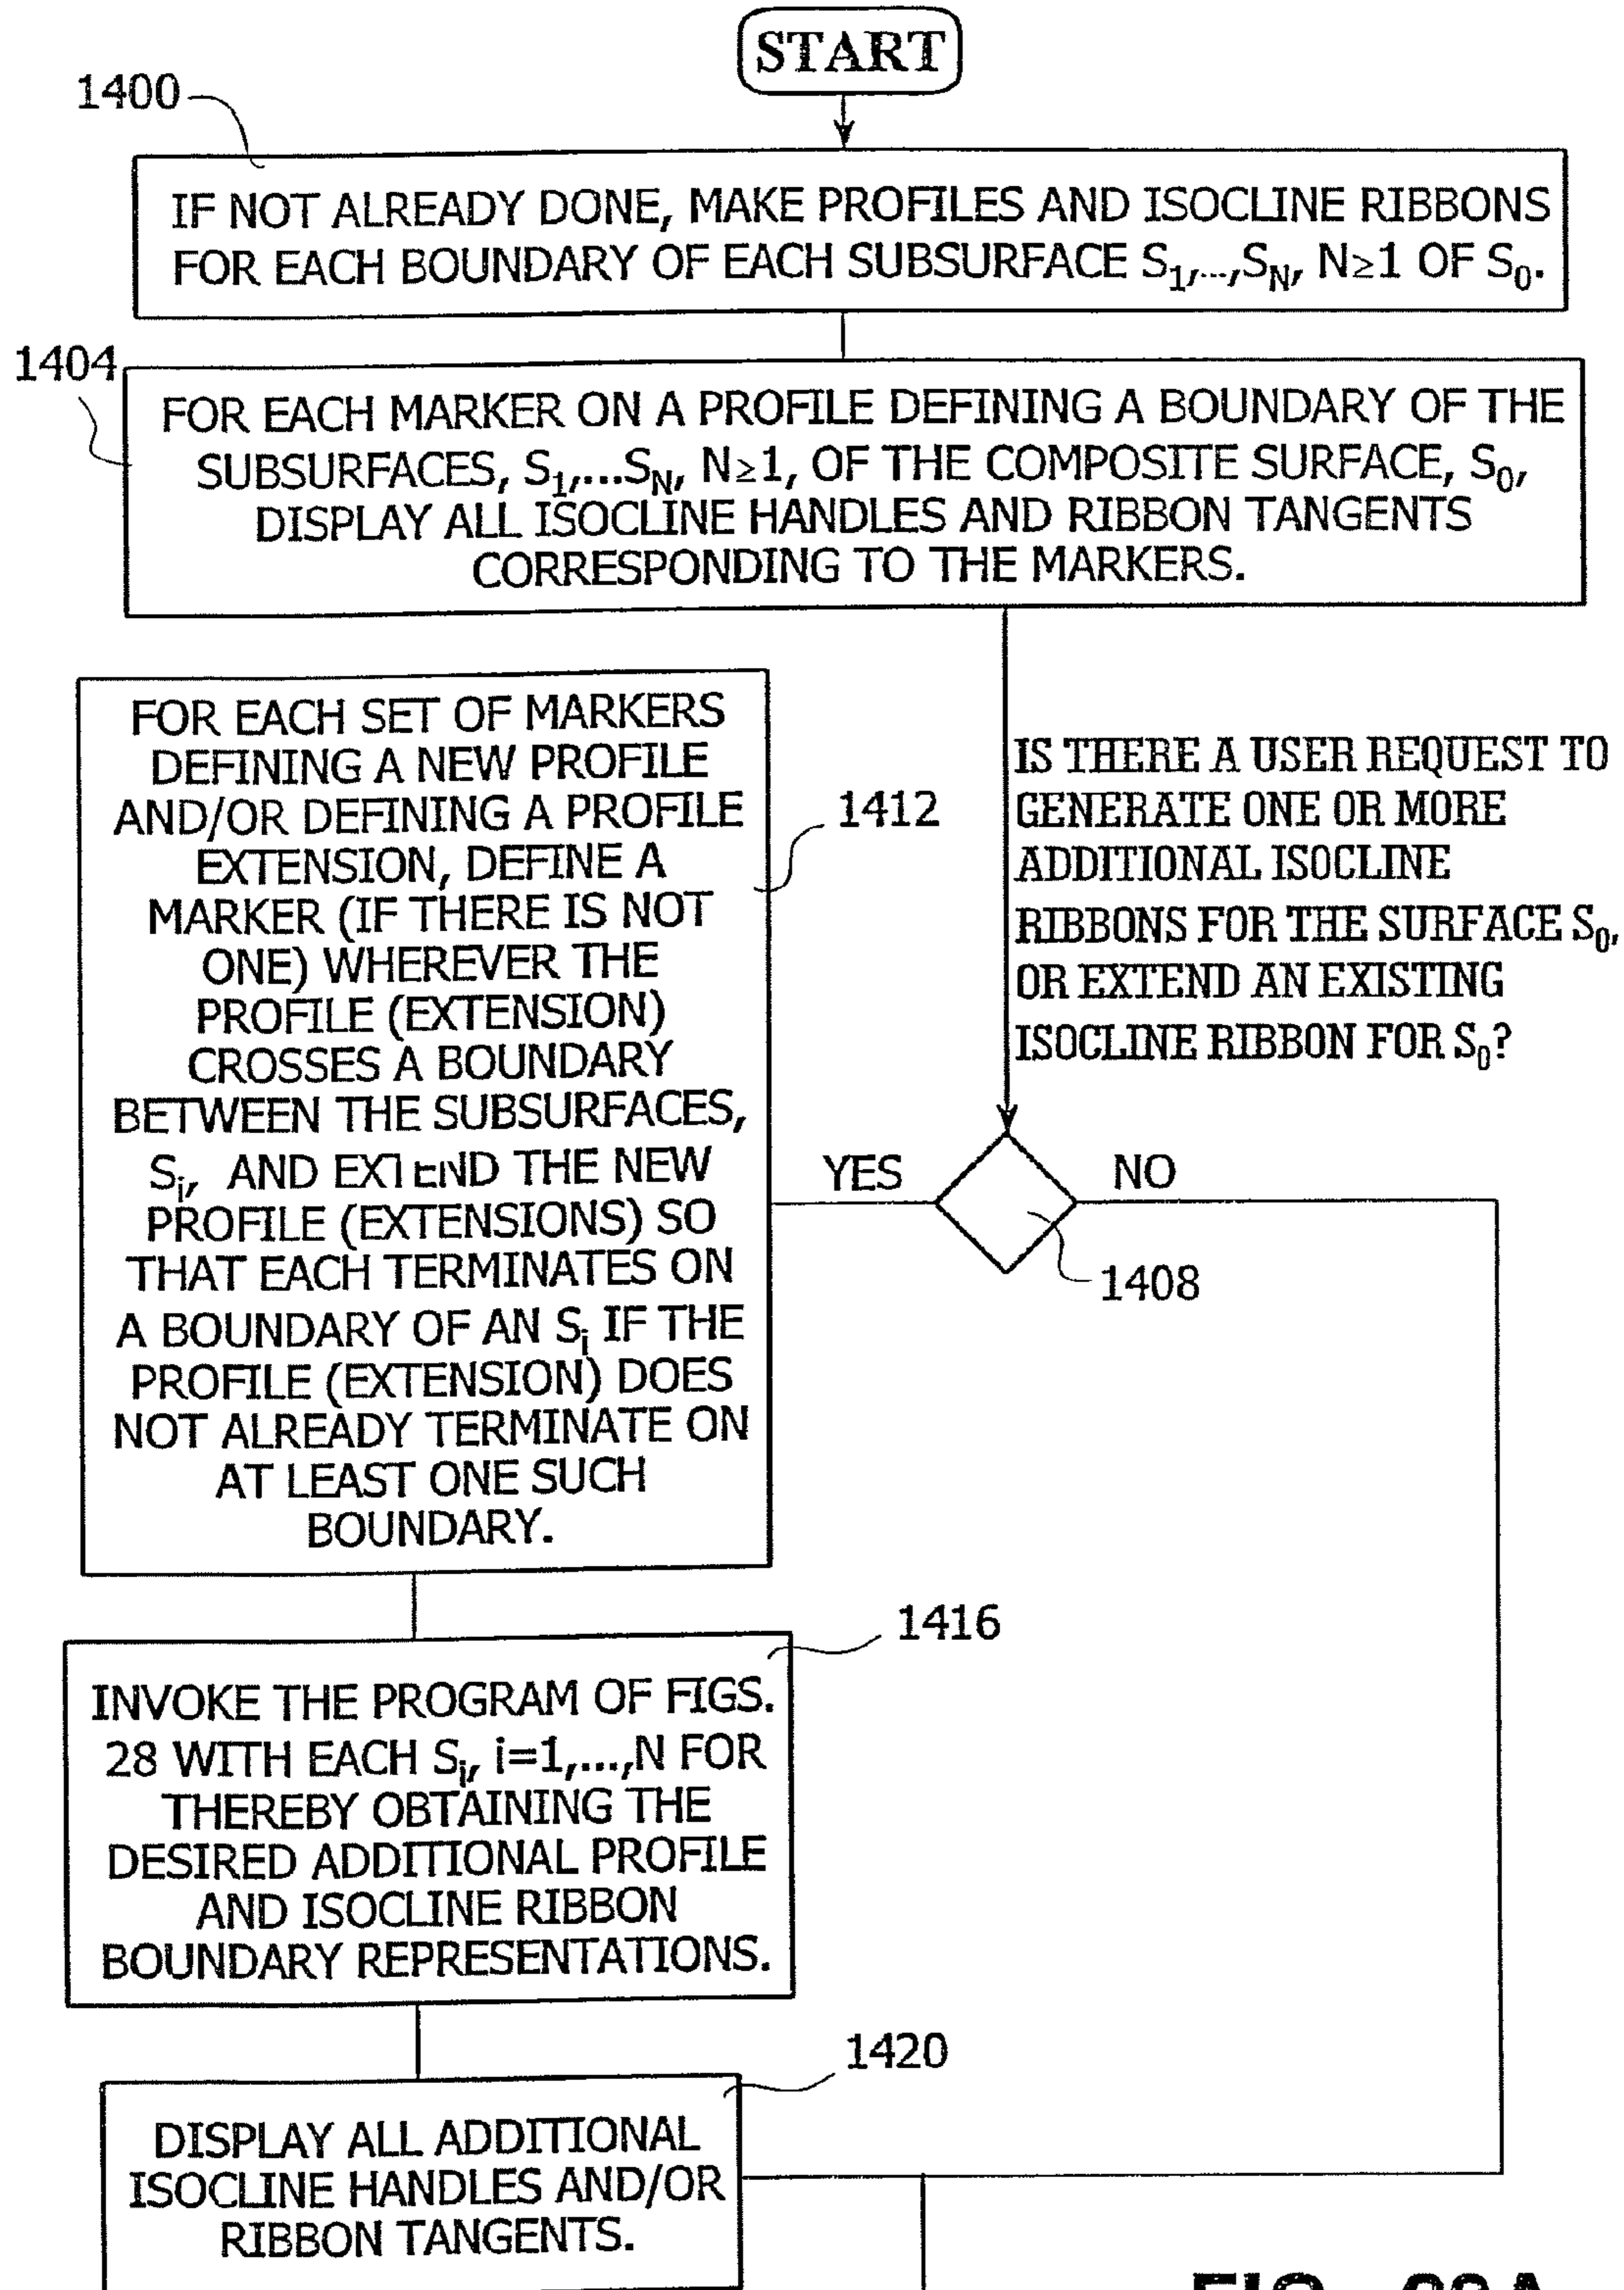 START
1400
IF NOT ALREADY DONE, MAKE PROFILES AND ISOCLINE RIBBONS
FOR EACH BOUNDARY OF EACH SUBSURFACE S₁,...,S_N, N≥1 OF S₀.
1404
FOR EACH MARKER ON A PROFILE DEFINING A BOUNDARY OF THE
SUBSURFACES, S₁,...S_N, N≥1, OF THE COMPOSITE SURFACE, S₀,
DISPLAY ALL ISOCLINE HANDLES AND RIBBON TANGENTS
CORRESPONDING TO THE MARKERS.
IS THERE A USER REQUEST TO
GENERATE ONE OR MORE
ADDITIONAL ISOCLINE
RIBBONS FOR THE SURFACE S₀,
OR EXTEND AN EXISTING
ISOCLINE RIBBON FOR S₀?
YES
NO
1408
FOR EACH SET OF MARKERS
DEFINING A NEW PROFILE
AND/OR DEFINING A PROFILE
EXTENSION, DEFINE A
MARKER (IF THERE IS NOT
ONE) WHEREVER THE
PROFILE (EXTENSION)
CROSSES A BOUNDARY
BETWEEN THE SUBSURFACES,
Sᵢ, AND EXTEND THE NEW
PROFILE (EXTENSIONS) SO
THAT EACH TERMINATES ON
A BOUNDARY OF AN Sᵢ IF THE
PROFILE (EXTENSION) DOES
NOT ALREADY TERMINATE ON
AT LEAST ONE SUCH
BOUNDARY.
1412
1416
INVOKE THE PROGRAM OF FIGS.
28 WITH EACH Sᵢ, i=1,...,N FOR
THEREBY OBTAINING THE
DESIRED ADDITIONAL PROFILE
AND ISOCLINE RIBBON
BOUNDARY REPRESENTATIONS.
1420
DISPLAY ALL ADDITIONAL
ISOCLINE HANDLES AND/OR
RIBBON TANGENTS.